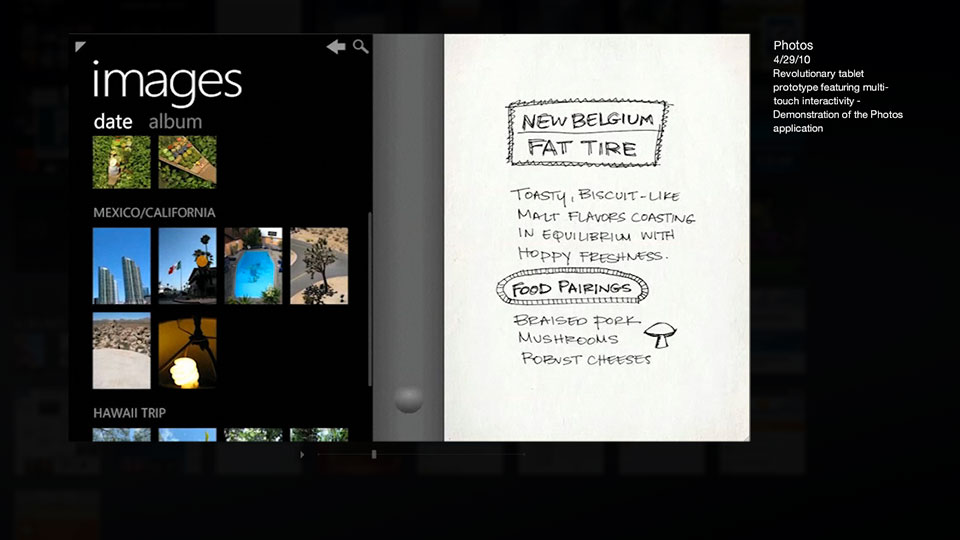 images
date album
MEXICO/CALIFORNIA
HAWAII TRIP
NEW BELGIUM
FAT TIRE
TOASTY, BISCUIT-LIKE
MALT FLAVORS COASTING
IN EQUILIBRIUM WITH
HOPPY FRESHNESS.
FOOD PAIRINGS
BRAISED PORK
MUSHROOMS
ROBUST CHEESES
Photos
4/29/10
Revolutionary tablet
prototype featuring multi-
touch interactivity -
Demonstration of the Photos
application